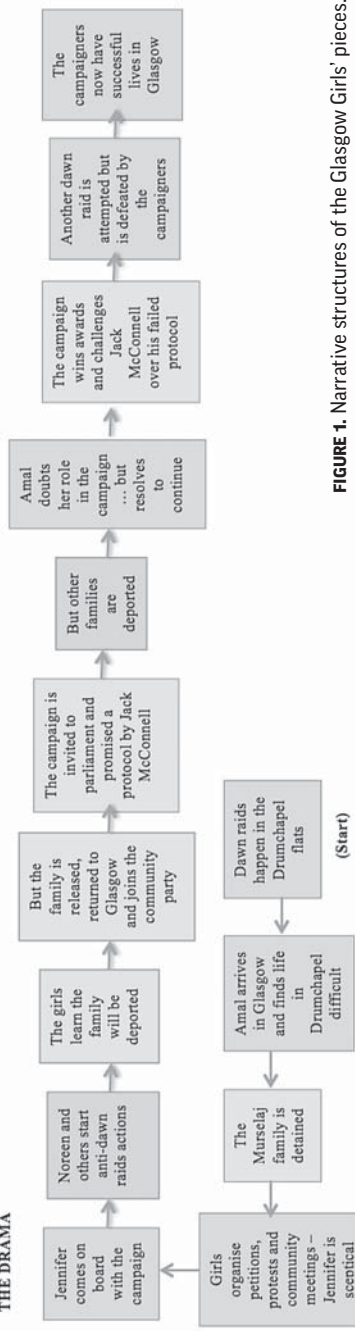 THE DRAMA
Dawn raids
happen in the
Drumchapel
flats
(Start)
Amal arrives
in Glasgow
and finds life
in
Drumchapel
difficult
The
Murselaj
family is
detained
Girls
organise
petitions,
protests and
community
meetings –
Jennifer is
sceptical
Jennifer
comes on
board
with the
campaign
Noreen and
others start
anti-dawn
raids actions
The girls
learn the
family
will be
deported
But the
family is
released,
returned to
Glasgow
and joins the
community
party
The campaign is
invited to
parliament and
promised a
protocol by Jack
McConnell
But other
families
are
deported
Amal
doubts
her role
in the
campaign
... but
resolves
to
continue
The campaign
wins awards
and challenges
Jack
McConnell
over his failed
protocol
Another dawn
raid is
attempted but
is defeated by
the
campaigners
The
campaigners
now have
successful
lives in
Glasgow
FIGURE 1. Narrative structures of the Glasgow Girls' pieces.